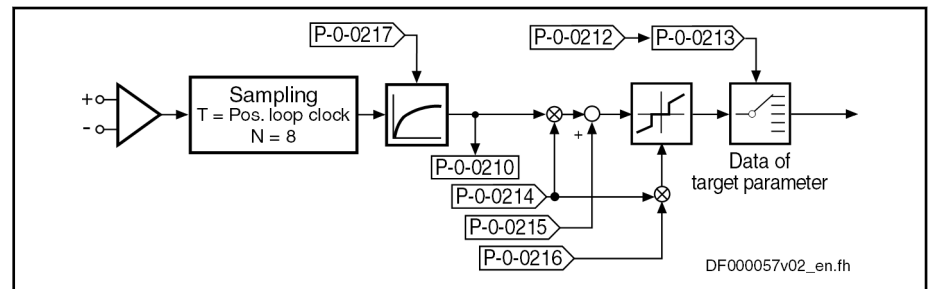 P-0-0217
P-0-0212
P-0-0213
+
-
Sampling
T = Pos. loop clock
N = 8
+
P-0-0210
P-0-0214
P-0-0215
P-0-0216
Data of
target parameter
DF000057v02_en.fh